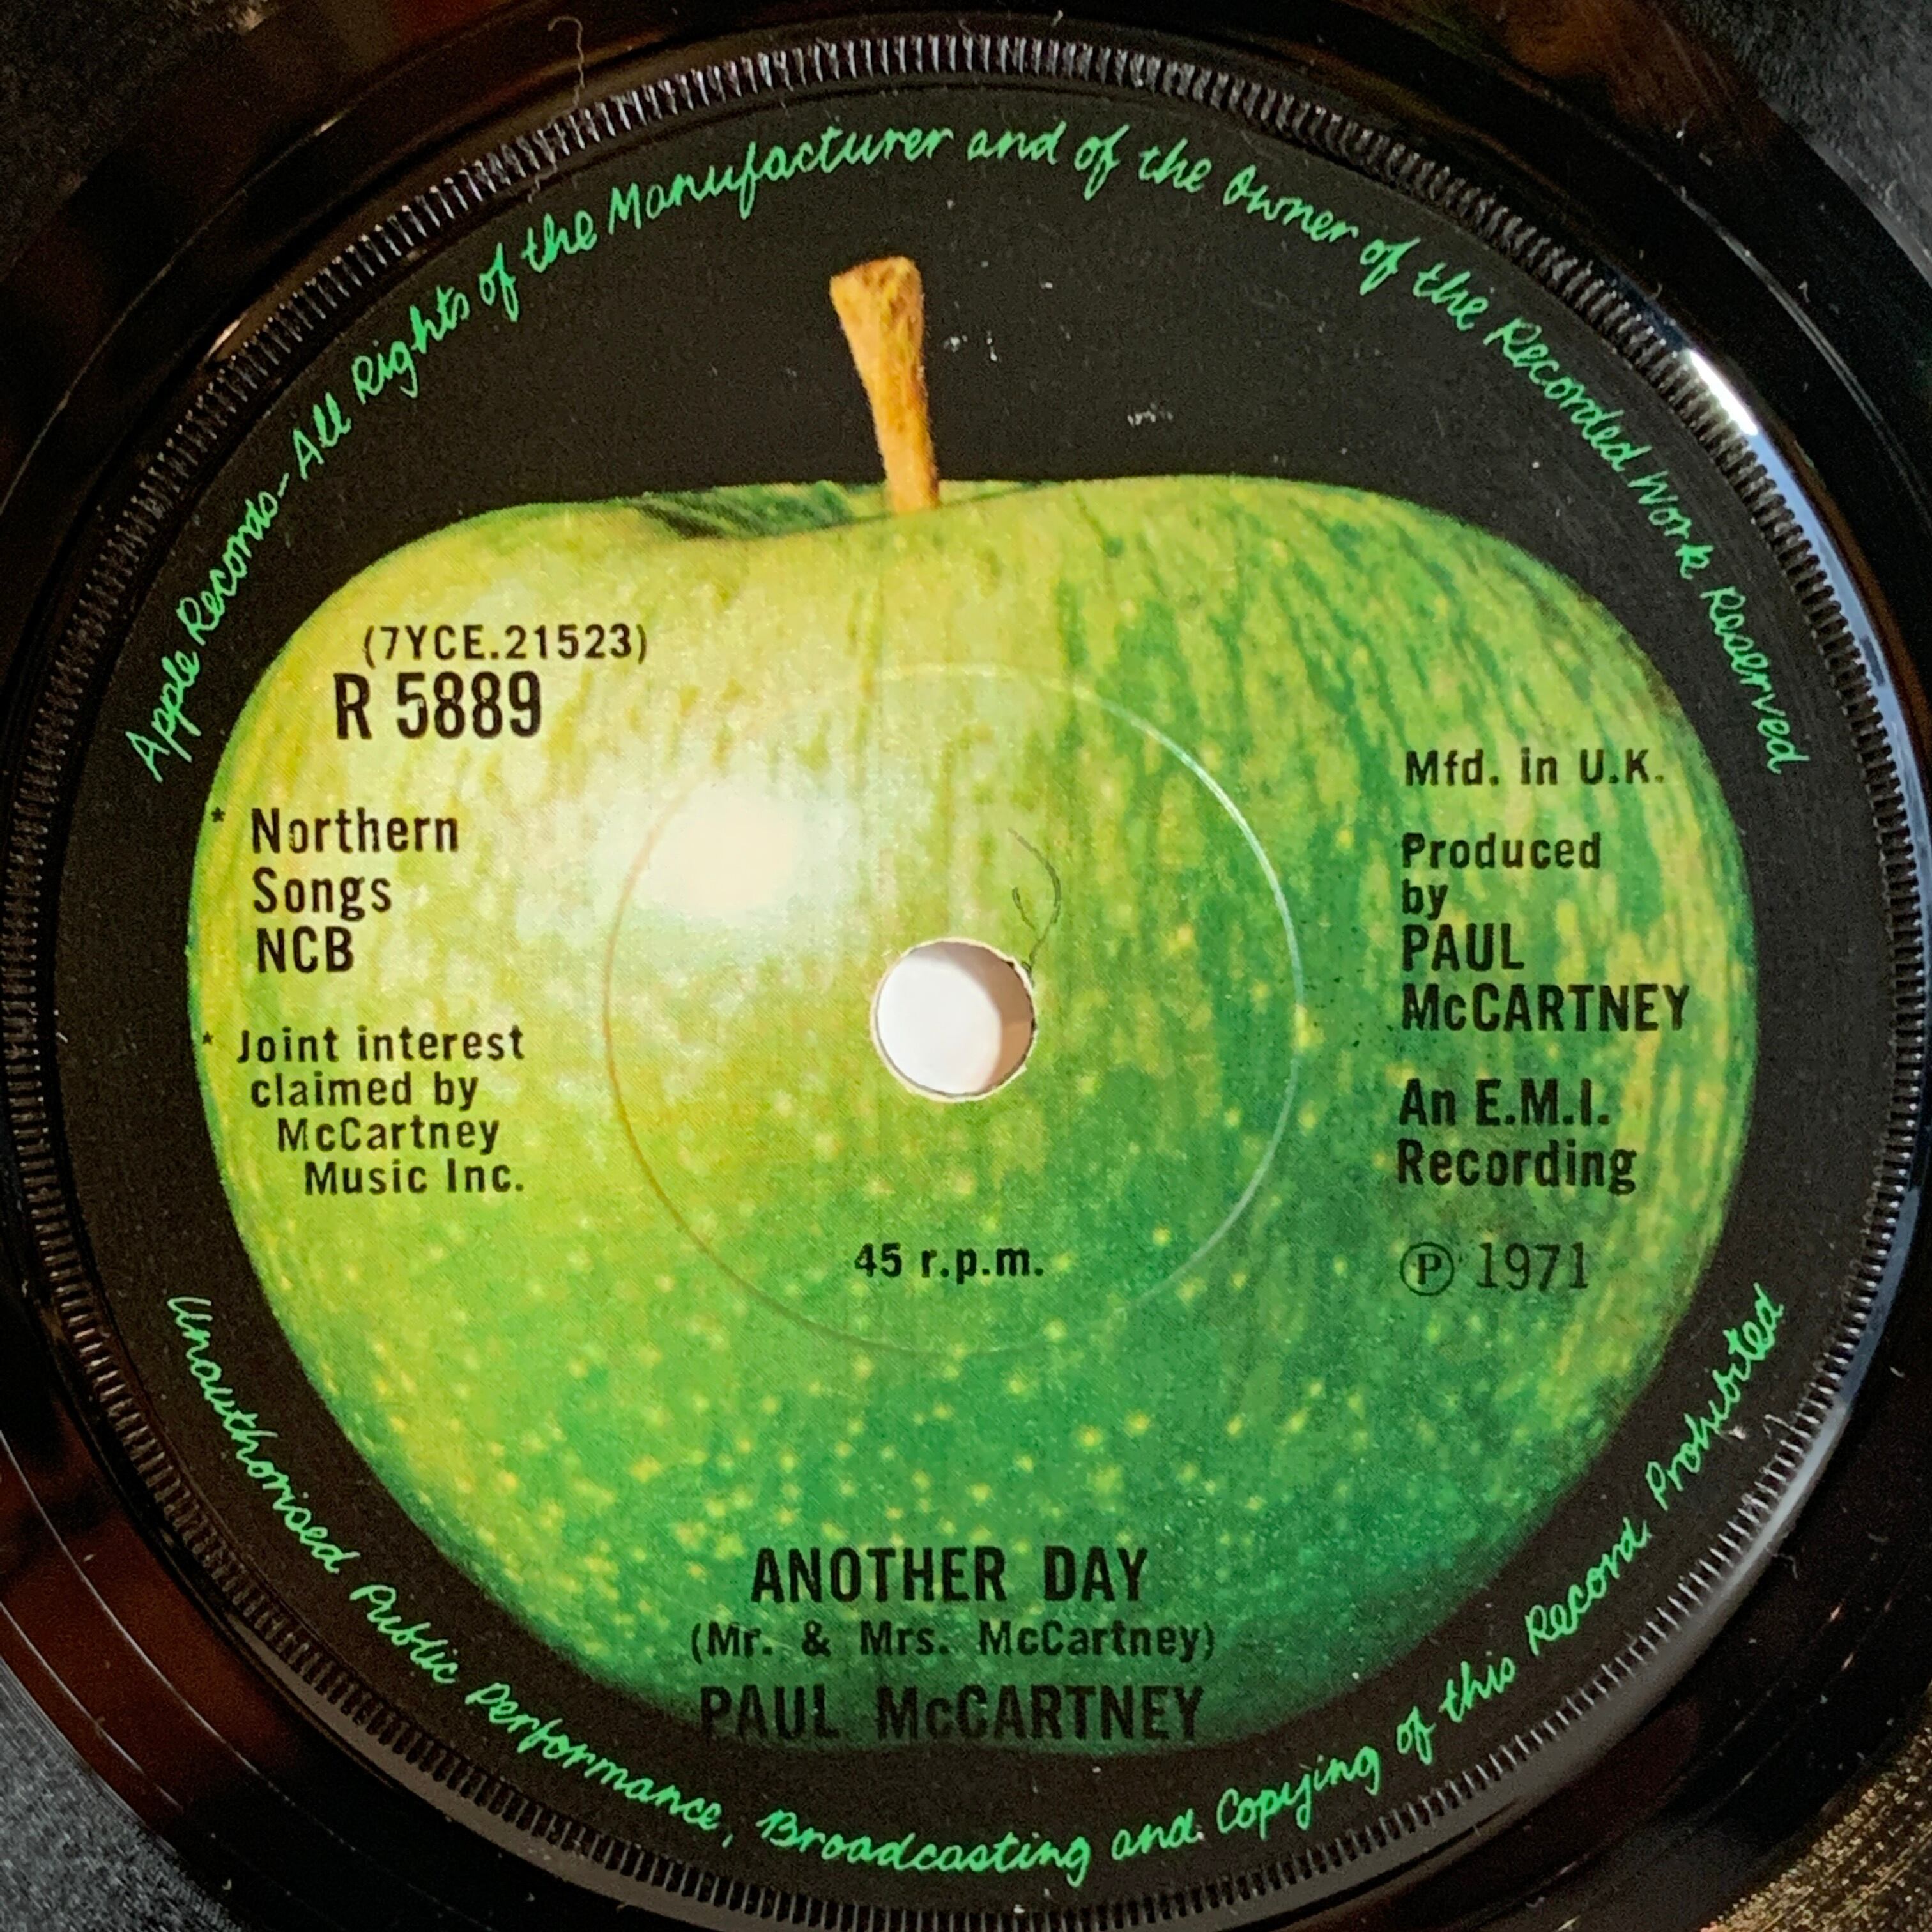 Apple Records-All Rights of the Manufacturer and of the Owner of the Recorded Work Reserved
(7YCE.21523)
R 5889
* Northern
Songs
NCB
* Joint interest
claimed by
McCartney
Music Inc.
Mfd. in U.K.
Produced
by
PAUL
McCARTNEY
An E.M.I.
Recording
℗ 1971
45 r.p.m.
ANOTHER DAY
(Mr. & Mrs. McCartney)
PAUL McCARTNEY
Unauthorised Public Performance, Broadcasting and Copying of this Record Prohibited